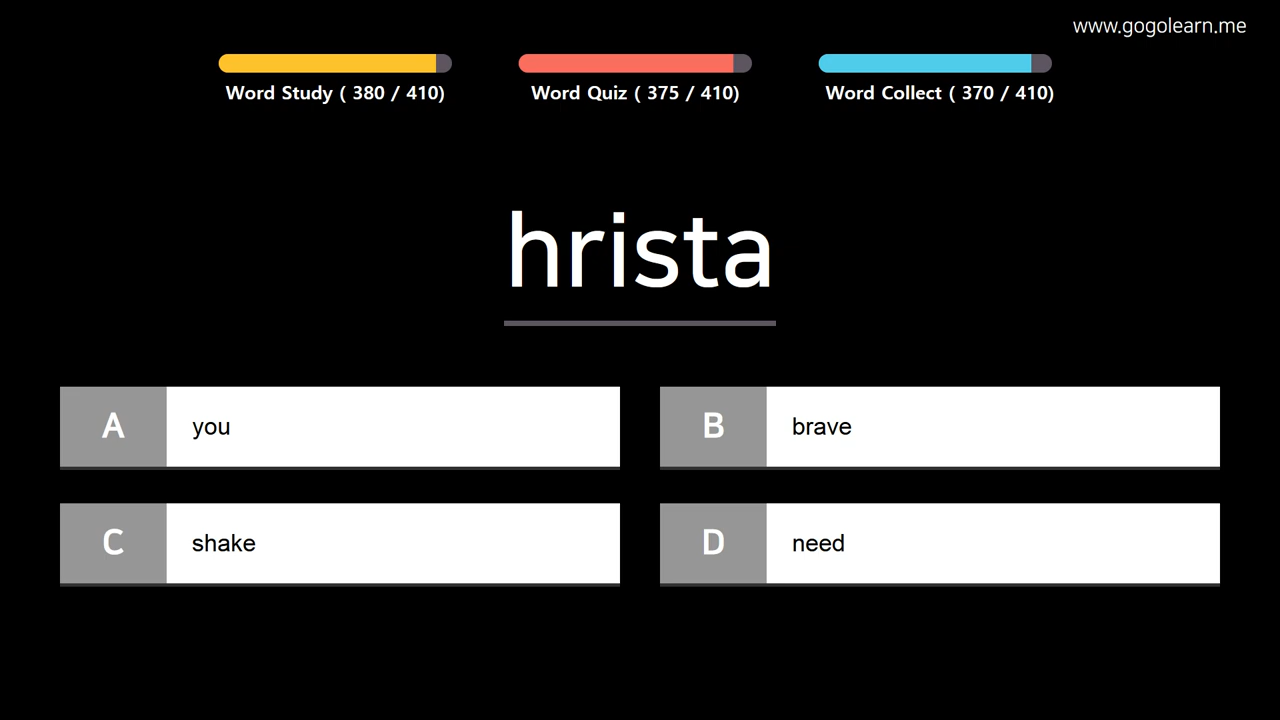 www.gogolearn.me
Word Study ( 380 / 410)
Word Quiz ( 375 / 410)
Word Collect ( 370 / 410)
hrista
A you
B brave
C shake
D need